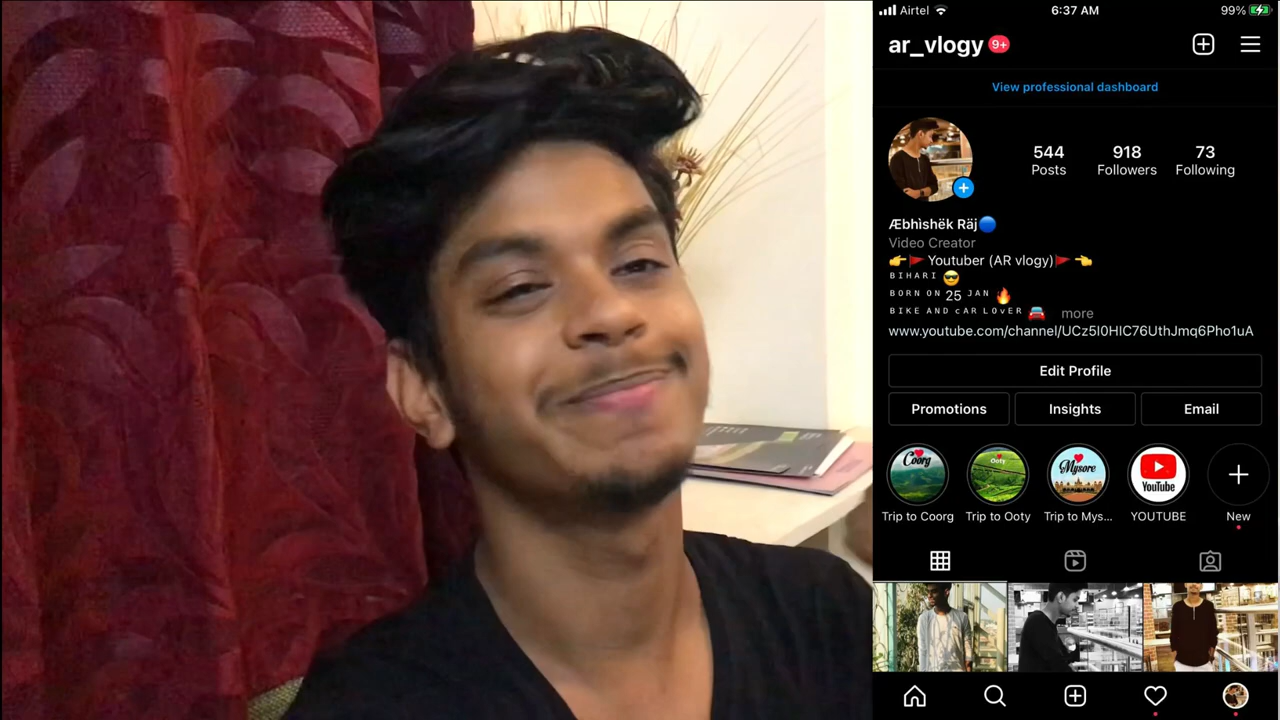 Airtel 6:37 AM 99%
ar_vlogy 9+
View professional dashboard
544 918 73
Posts Followers Following
Æbhìshëk Räj🔵
Video Creator
👉🚩 Youtuber (AR vlogy)🚩 👈
ᴮᴵᴴᴬᴿᴵ 😎
ᴮᴼᴿᴺ ᴼᴺ 25 ᴶᴬᴺ 🔥
ᴮᴵᴷᴱ ᴬᴺᴰ ᶜᴬᴿ ᴸᴼᵛᴱᴿ 🚘 more
www.youtube.com/channel/UCz5I0HIC76UthJmq6Pho1uA
Edit Profile
Promotions Insights Email
Coorg Ooty Mysore YouTube
Trip to Coorg Trip to Ooty Trip to Mys... YOUTUBE New